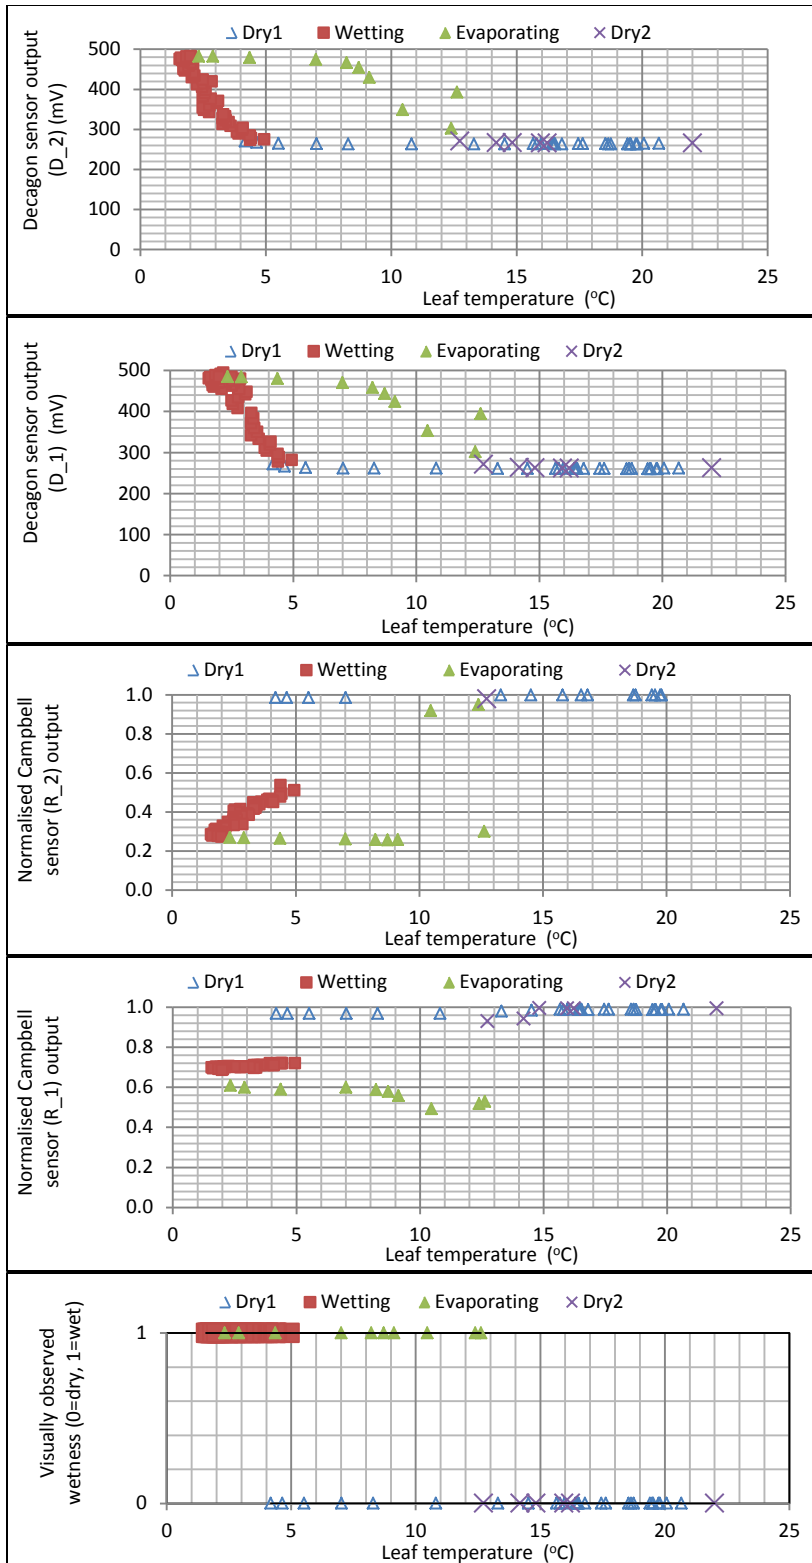 Dry1 Wetting Evaporating Dry2
Decagon sensor output
(D_2) (mV)
500
400
300
200
100
0
0 5 10 15 20 25
Leaf temperature (°C)
Dry1 Wetting Evaporating Dry2
Decagon sensor output
(D_1) (mV)
500
400
300
200
100
0
0 5 10 15 20 25
Leaf temperature (°C)
Dry1 Wetting Evaporating Dry2
Normalised Campbell
sensor (R_2) output
1.0
0.8
0.6
0.4
0.2
0.0
0 5 10 15 20 25
Leaf temperature (°C)
Dry1 Wetting Evaporating Dry2
Normalised Campbell
sensor (R_1) output
1.0
0.8
0.6
0.4
0.2
0.0
0 5 10 15 20 25
Leaf temperature (°C)
Dry1 Wetting Evaporating Dry2
Visually observed
wetness (0=dry, 1=wet)
1
0
0 5 10 15 20 25
Leaf temperature (°C)